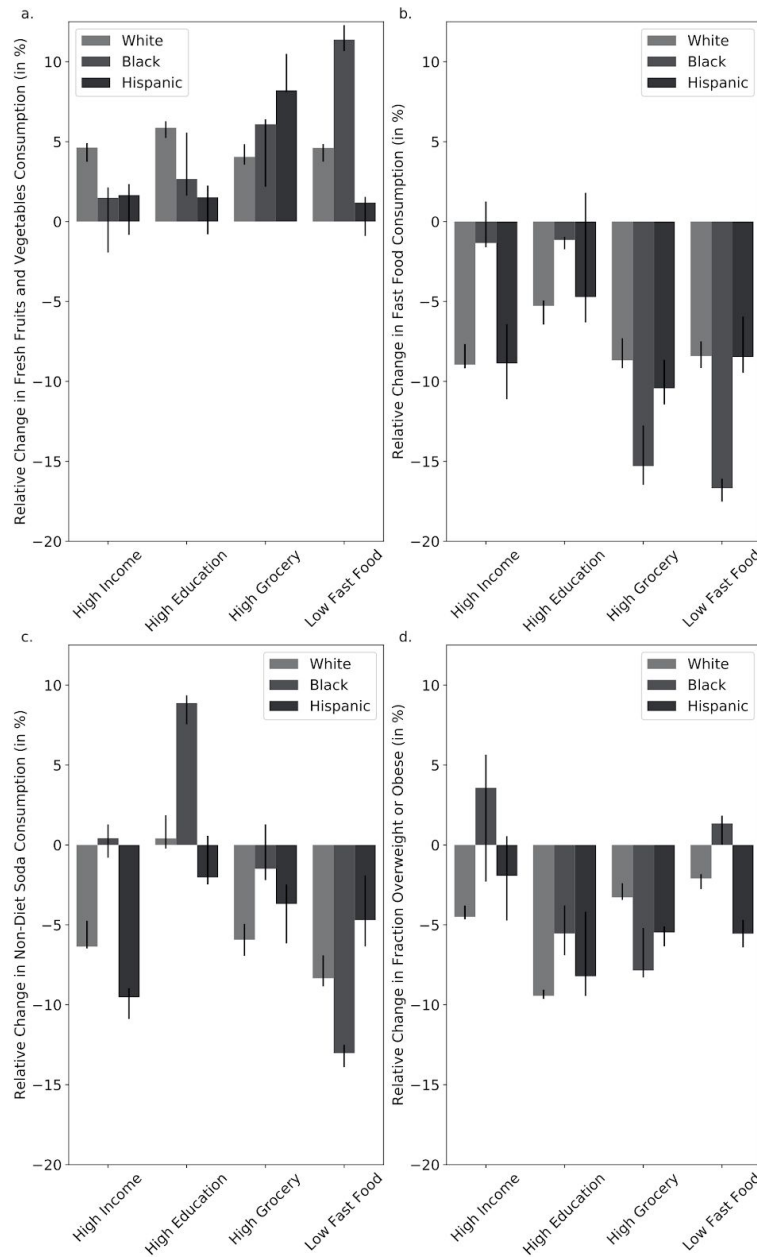 a.
Relative Change in Fresh Fruits and Vegetables Consumption (in %)
White
Black
Hispanic
10
5
0
−5
−10
−15
−20
High Income
High Education
High Grocery
Low Fast Food
b.
Relative Change in Fast Food Consumption (in %)
White
Black
Hispanic
10
5
0
−5
−10
−15
−20
High Income
High Education
High Grocery
Low Fast Food
c.
Relative Change in Non-Diet Soda Consumption (in %)
White
Black
Hispanic
10
5
0
−5
−10
−15
−20
High Income
High Education
High Grocery
Low Fast Food
d.
Relative Change in Fraction Overweight or Obese (in %)
White
Black
Hispanic
10
5
0
−5
−10
−15
−20
High Income
High Education
High Grocery
Low Fast Food